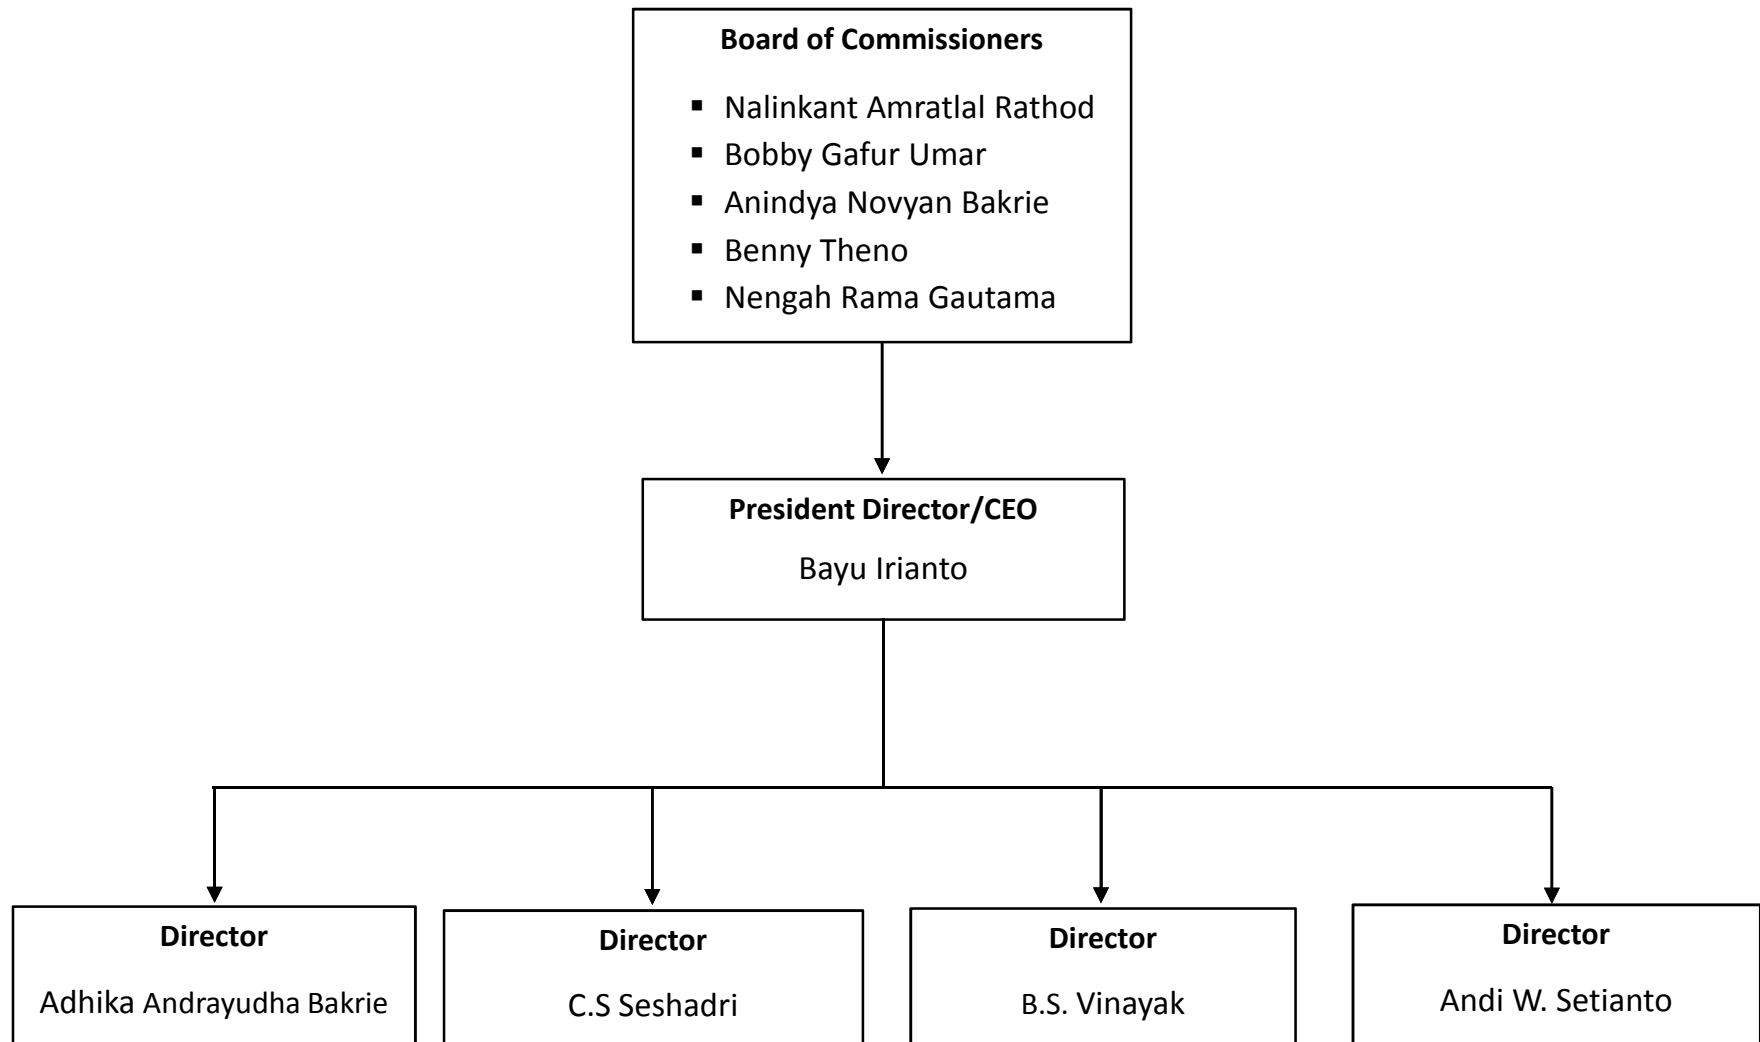 Board of Commissioners
▪ Nalinkant Amratlal Rathod
▪ Bobby Gafur Umar
▪ Anindya Novyan Bakrie
▪ Benny Theno
▪ Nengah Rama Gautama
President Director/CEO
Bayu Irianto
Director
Adhika Andrayudha Bakrie
Director
C.S Seshadri
Director
B.S. Vinayak
Director
Andi W. Setianto